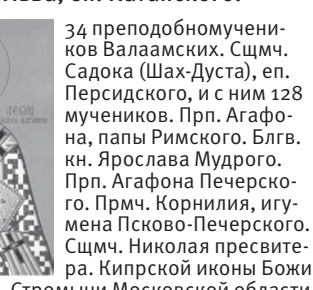 34 преподобномучени-
ков Валаамских. Сщмч.
Садока (Шах-Дуста), еп.
Персидского, и с ним 128
мучеников. Прп. Агафо-
на, папы Римского. Блгв.
кн. Ярослава Мудрого.
Прп. Агафона Печерско-
го. Прмч. Корнилия, игу-
мена Псково-Печерского.
Сщмч. Николая пресвите-
ра. Кипрской иконы Божи
Стромыни Московской области